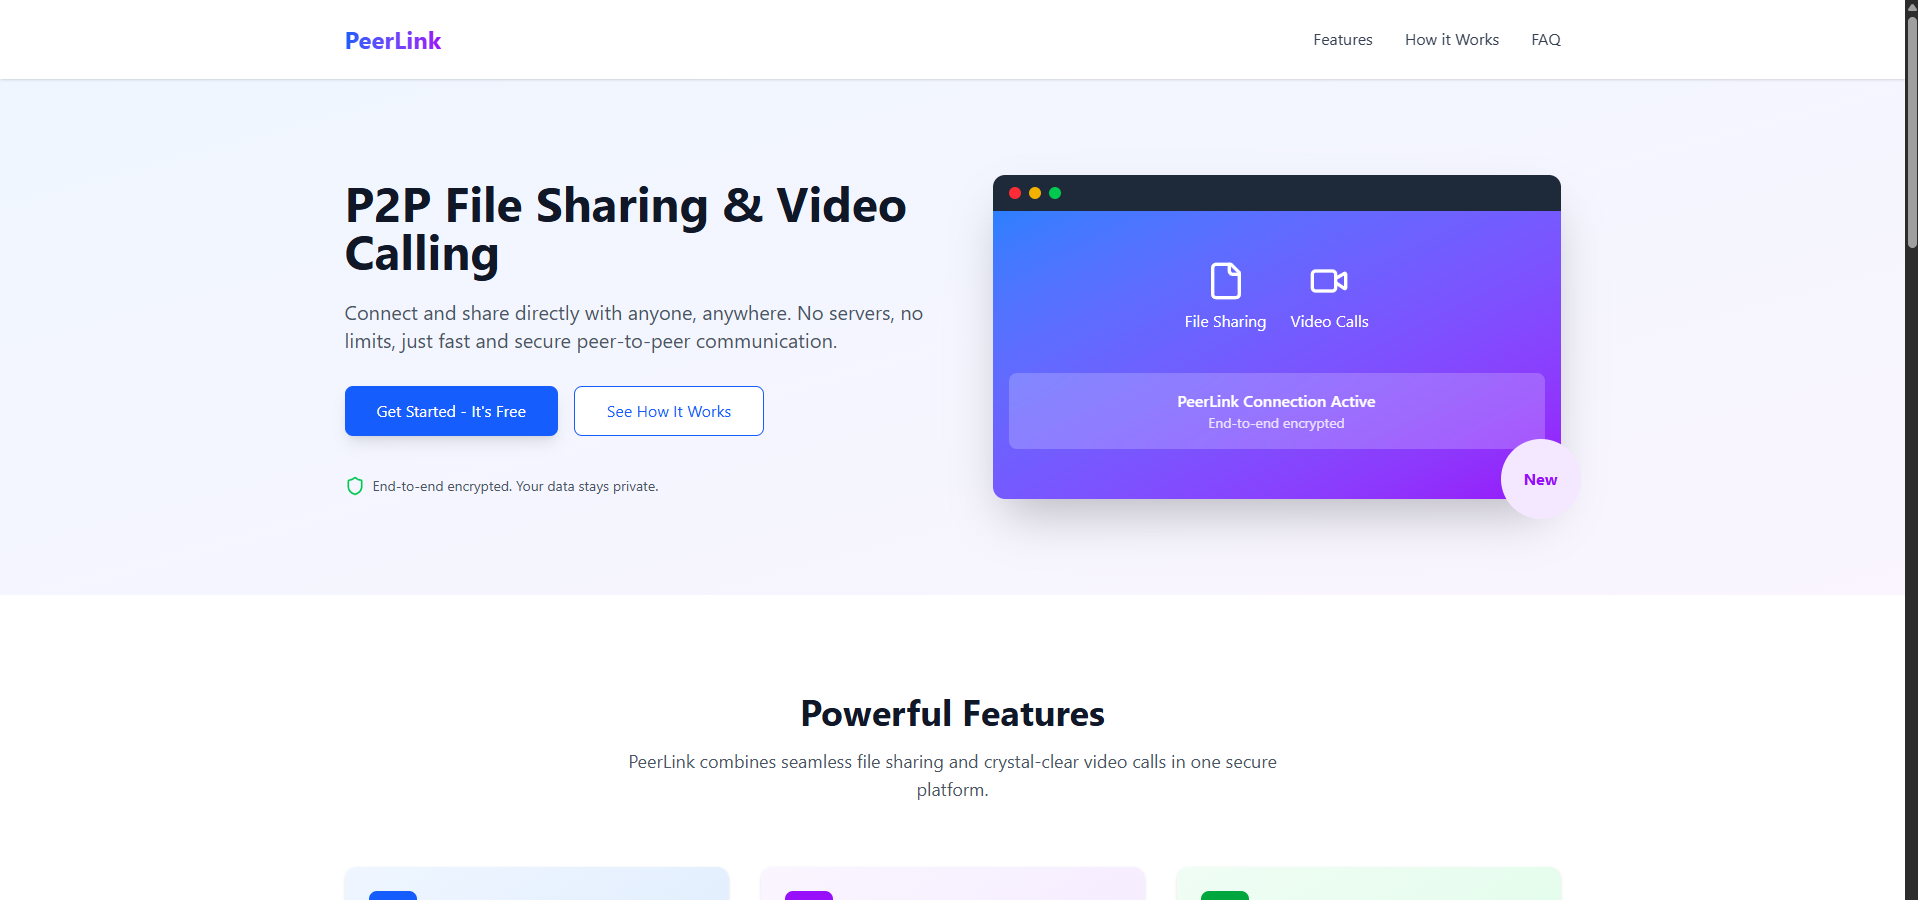 PeerLink
Features
How it Works
FAQ
P2P File Sharing & Video
Calling
Connect and share directly with anyone, anywhere. No servers, no
limits, just fast and secure peer-to-peer communication.
Get Started - It's Free
See How It Works
End-to-end encrypted. Your data stays private.
File Sharing
Video Calls
PeerLink Connection Active
End-to-end encrypted
New
Powerful Features
PeerLink combines seamless file sharing and crystal-clear video calls in one secure
platform.